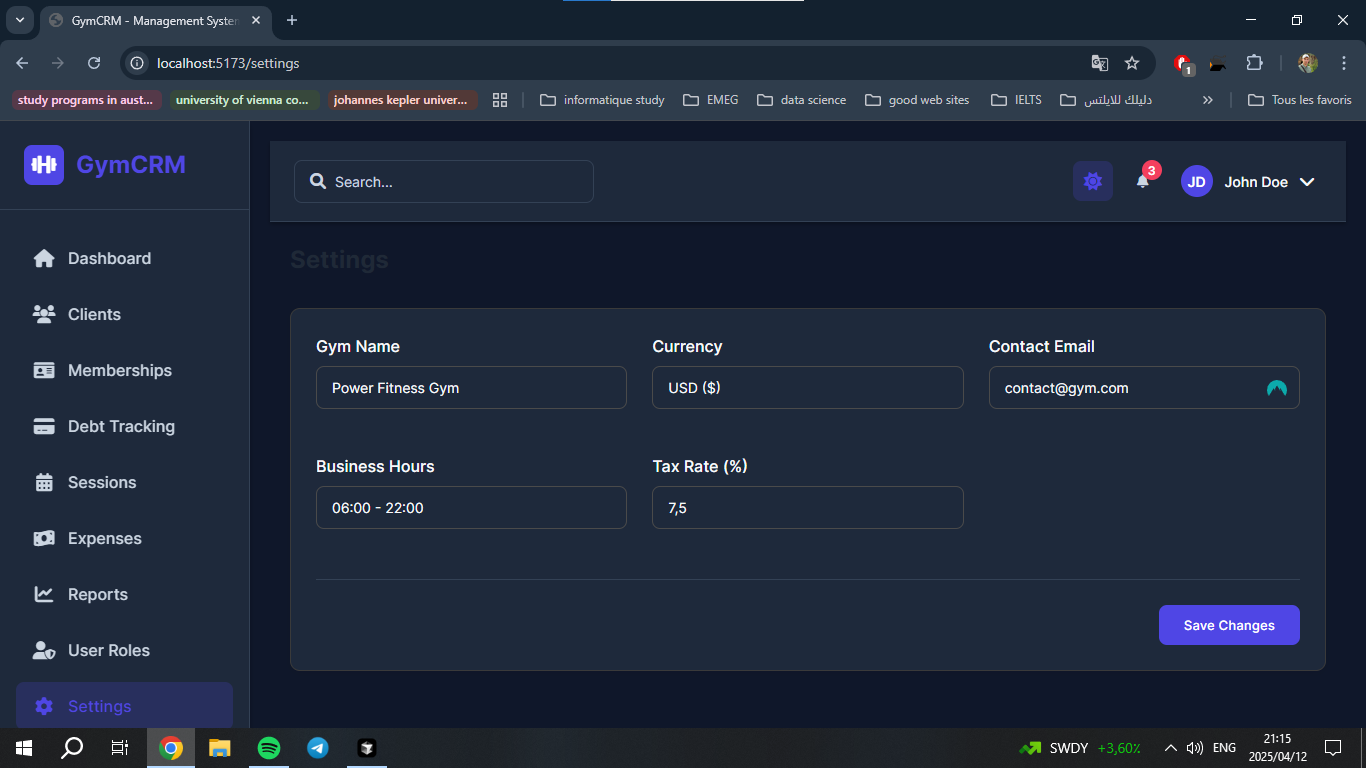 GymCRM - Management System
localhost:5173/settings
1
study programs in aust...
university of vienna co...
johannes kepler univer...
informatique study
EMEG
data science
good web sites
IELTS
دليلك للايلتس
Tous les favoris
GymCRM
Search...
3
JD
John Doe
Dashboard
Clients
Memberships
Debt Tracking
Sessions
Expenses
Reports
User Roles
Settings
Settings
Gym Name
Currency
Contact Email
Power Fitness Gym
USD ($)
contact@gym.com
Business Hours
Tax Rate (%)
06:00 - 22:00
7,5
Save Changes
SWDY +3,60%
ENG
21:15
2025/04/12